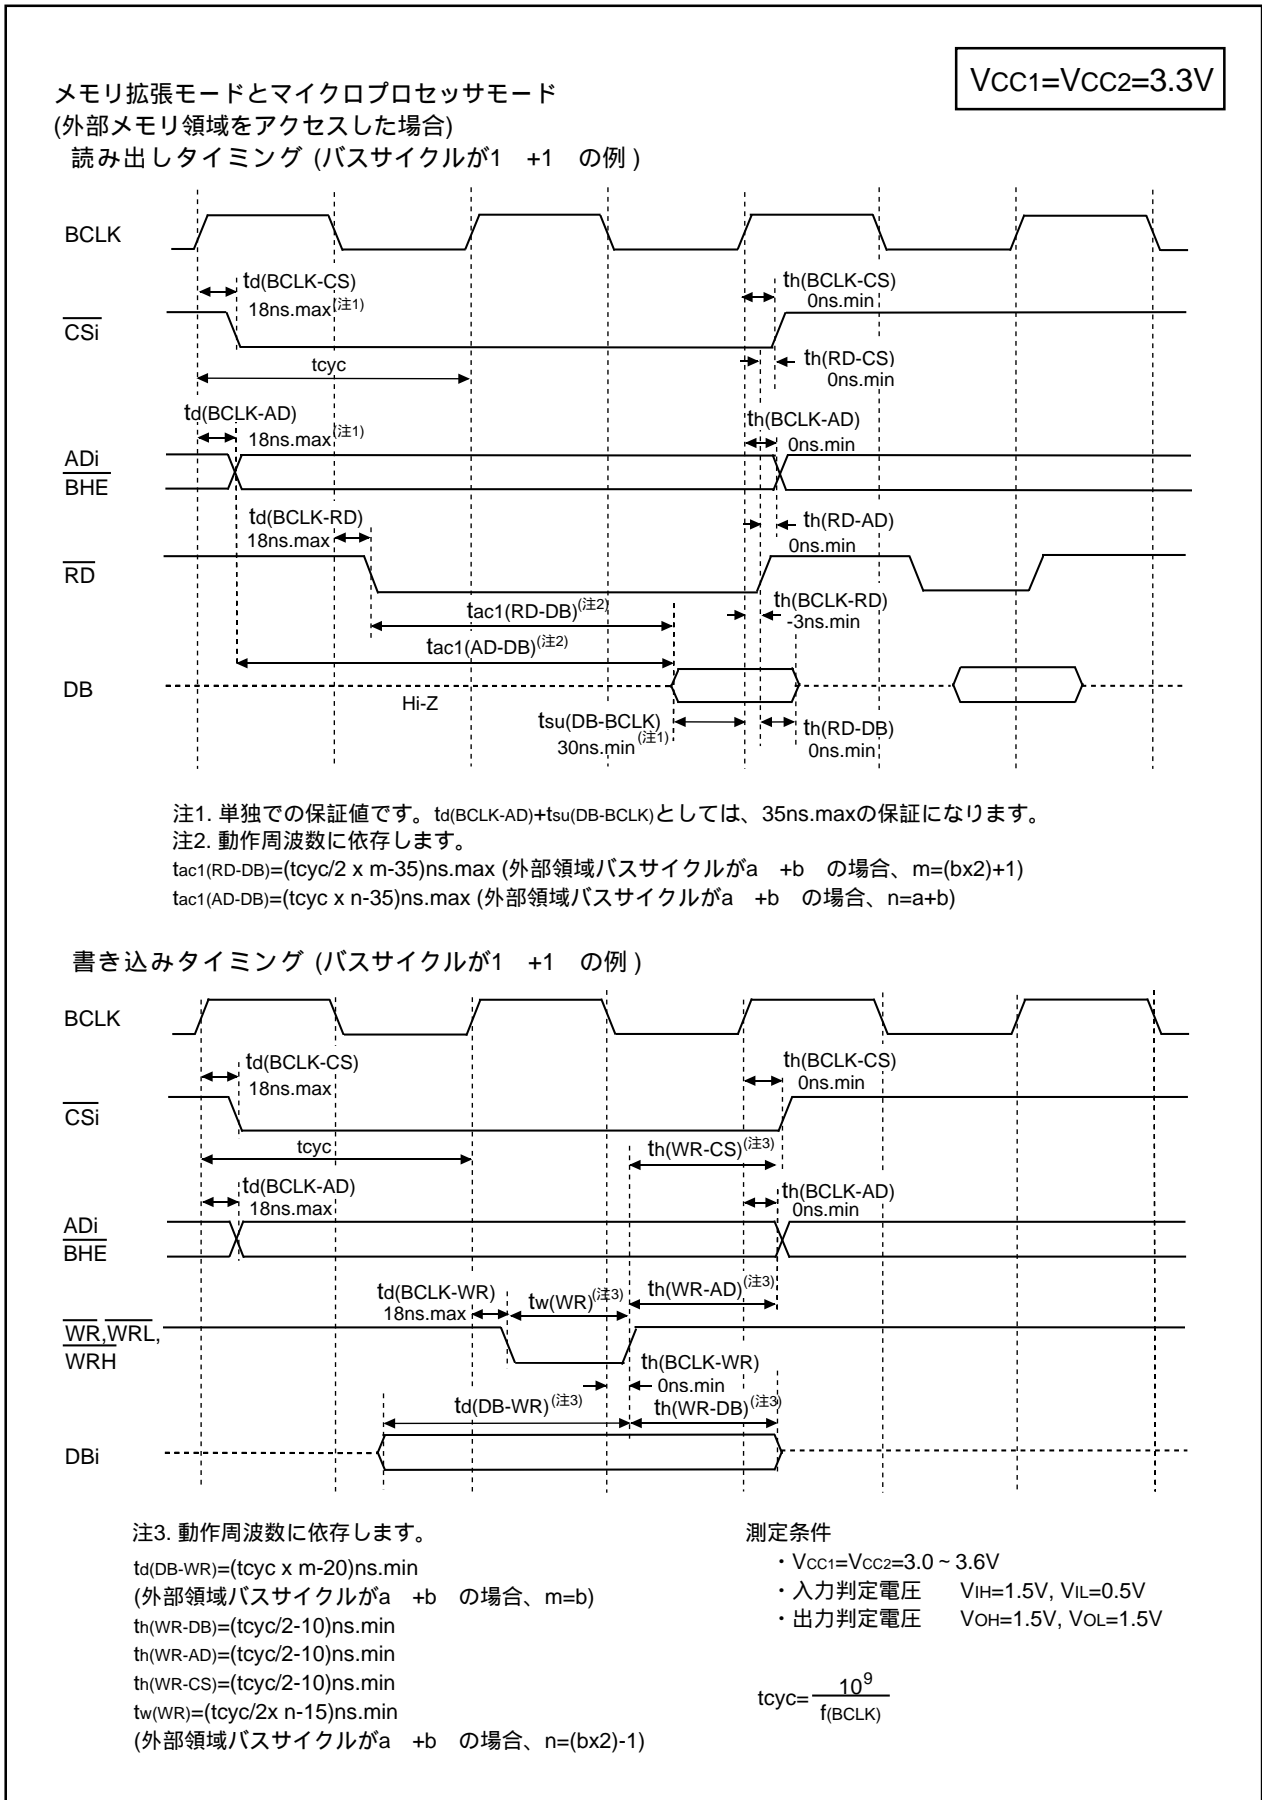 VCC1=VCC2=3.3V
メモリ拡張モードとマイクロプロセッサモード
(外部メモリ領域をアクセスした場合)
読み出しタイミング (バスサイクルが1 +1 の例 )
BCLK
td(BCLK-CS)
18ns.max(注1)
th(BCLK-CS)
0ns.min
CSi
tcyc
th(RD-CS)
0ns.min
td(BCLK-AD)
18ns.max(注1)
th(BCLK-AD)
0ns.min
ADi
BHE
td(BCLK-RD)
18ns.max
th(RD-AD)
0ns.min
RD
tac1(RD-DB)(注2)
th(BCLK-RD)
-3ns.min
tac1(AD-DB)(注2)
DB
Hi-Z
tsu(DB-BCLK)
30ns.min(注1)
th(RD-DB)
0ns.min
注1. 単独での保証値です。td(BCLK-AD)+tsu(DB-BCLK)としては、35ns.maxの保証になります。
注2. 動作周波数に依存します。
tac1(RD-DB)=(tcyc/2 x m-35)ns.max (外部領域バスサイクルがa +b の場合、m=(bx2)+1)
tac1(AD-DB)=(tcyc x n-35)ns.max (外部領域バスサイクルがa +b の場合、n=a+b)
書き込みタイミング (バスサイクルが1 +1 の例 )
BCLK
td(BCLK-CS)
18ns.max
th(BCLK-CS)
0ns.min
CSi
tcyc
th(WR-CS)(注3)
td(BCLK-AD)
18ns.max
th(BCLK-AD)
0ns.min
ADi
BHE
td(BCLK-WR)
18ns.max
tw(WR)(注3)
th(WR-AD)(注3)
WR,WRL,
WRH
th(BCLK-WR)
0ns.min
td(DB-WR)(注3)
th(WR-DB)(注3)
DBi
注3. 動作周波数に依存します。
td(DB-WR)=(tcyc x m-20)ns.min
(外部領域バスサイクルがa +b の場合、m=b)
th(WR-DB)=(tcyc/2-10)ns.min
th(WR-AD)=(tcyc/2-10)ns.min
th(WR-CS)=(tcyc/2-10)ns.min
tw(WR)=(tcyc/2x n-15)ns.min
(外部領域バスサイクルがa +b の場合、n=(bx2)-1)
測定条件
・VCC1=VCC2=3.0～3.6V
・入力判定電圧 VIH=1.5V, VIL=0.5V
・出力判定電圧 VOH=1.5V, VOL=1.5V
tcyc= 10⁹
f(BCLK)